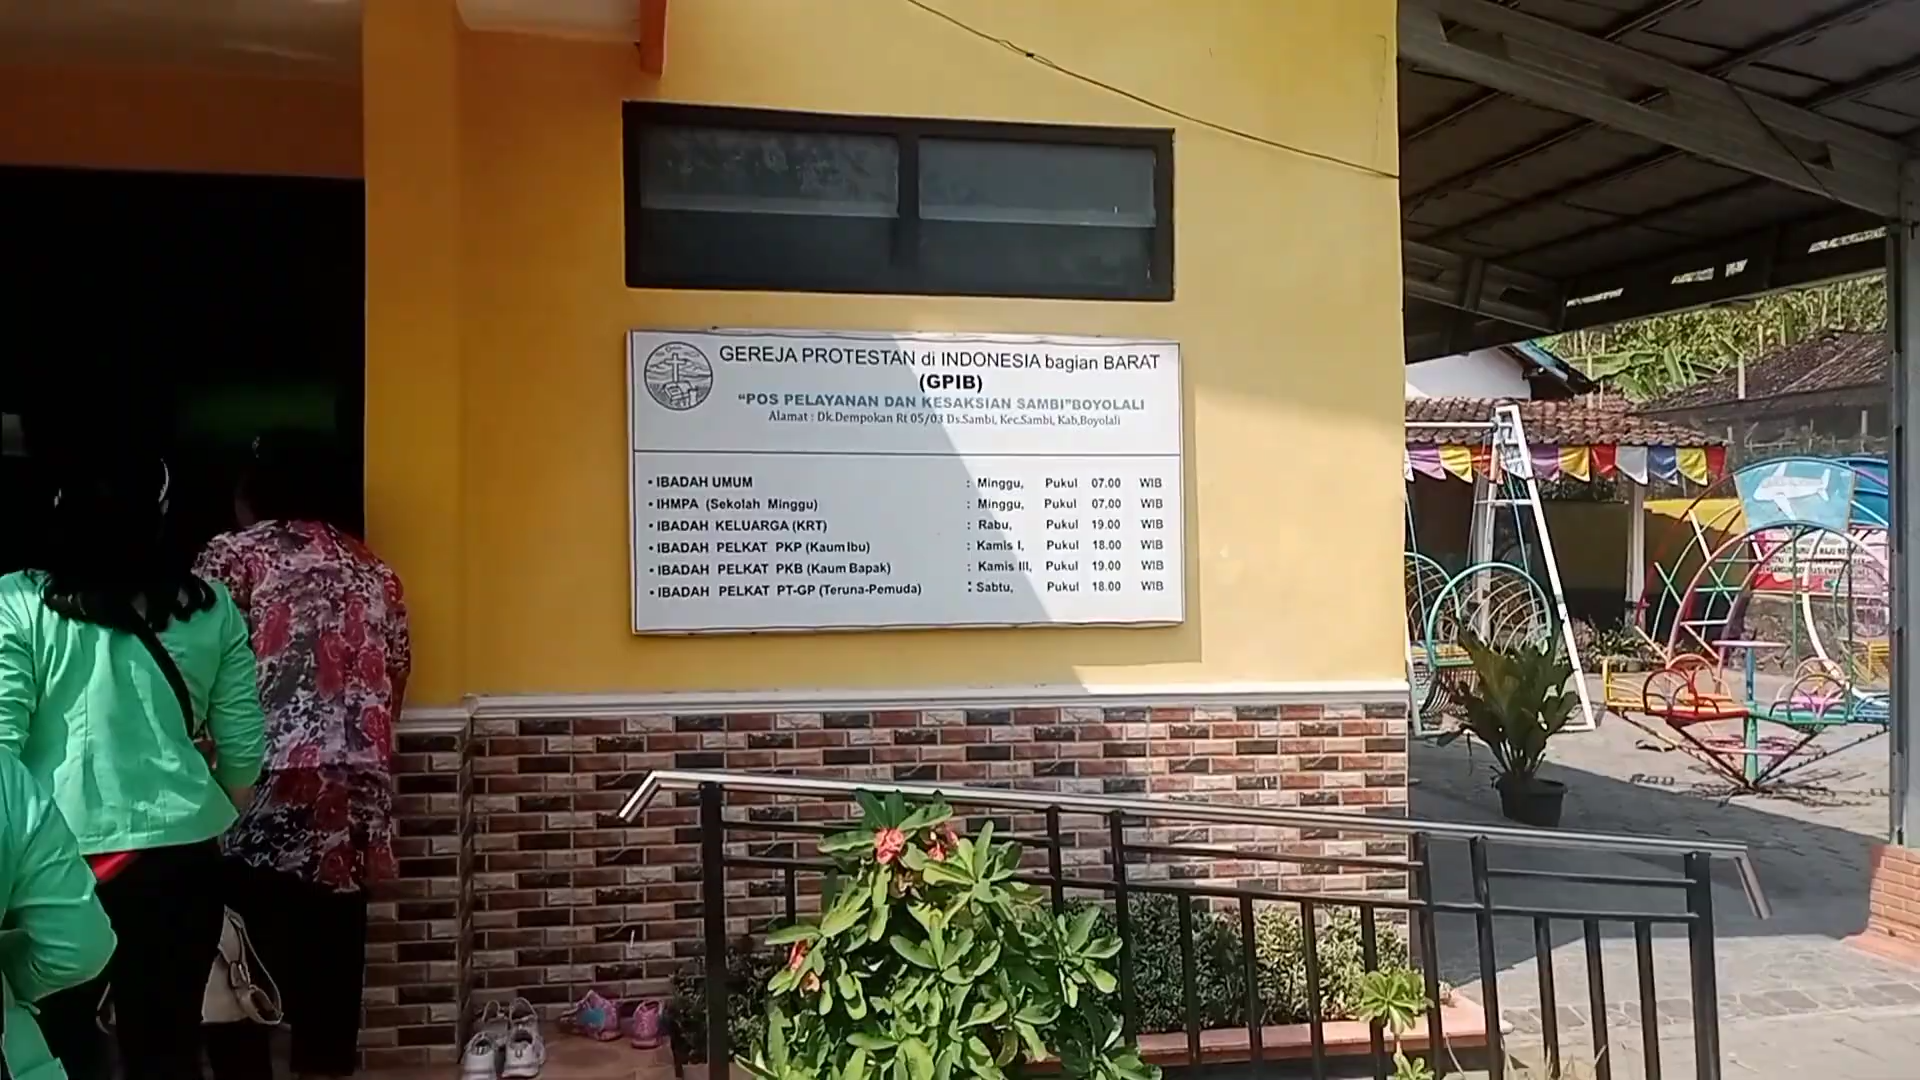 GEREJA PROTESTAN di INDONESIA bagian BARAT
(GPIB)
“POS PELAYANAN DAN KESAKSIAN SAMBI”BOYOLALI
Alamat : Dk.Dempokan Rt 05/03 Ds.Sambi, Kec.Sambi, Kab,Boyolali
• IBADAH UMUM : Minggu, Pukul 07.00 WIB
• IHMPA (Sekolah Minggu) : Minggu, Pukul 07.00 WIB
• IBADAH KELUARGA (KRT) : Rabu, Pukul 19.00 WIB
• IBADAH PELKAT PKP (Kaum Ibu) : Kamis I, Pukul 18.00 WIB
• IBADAH PELKAT PKB (Kaum Bapak) : Kamis III, Pukul 19.00 WIB
• IBADAH PELKAT PT-GP (Teruna-Pemuda) : Sabtu, Pukul 18.00 WIB